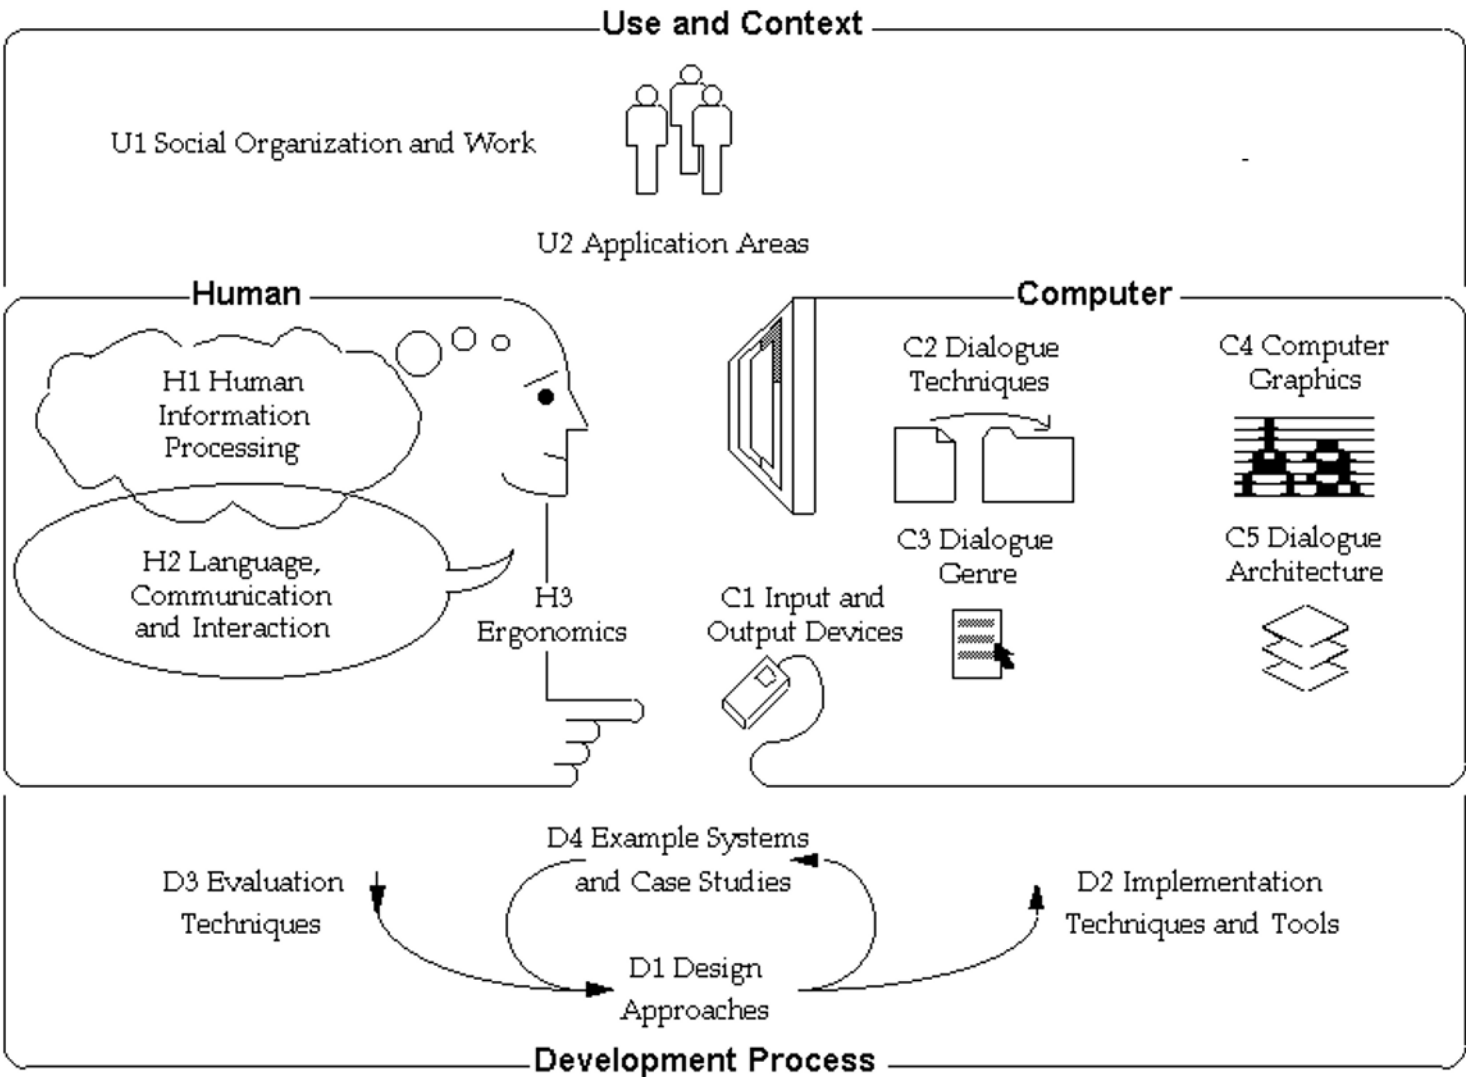 Use and Context
U1 Social Organization and Work
U2 Application Areas
Human
H1 Human
Information
Processing
H2 Language,
Communication
and Interaction
H3
Ergonomics
Computer
C1 Input and
Output Devices
C2 Dialogue
Techniques
C3 Dialogue
Genre
C4 Computer
Graphics
C5 Dialogue
Architecture
D3 Evaluation
Techniques
D4 Example Systems
and Case Studies
D1 Design
Approaches
D2 Implementation
Techniques and Tools
Development Process